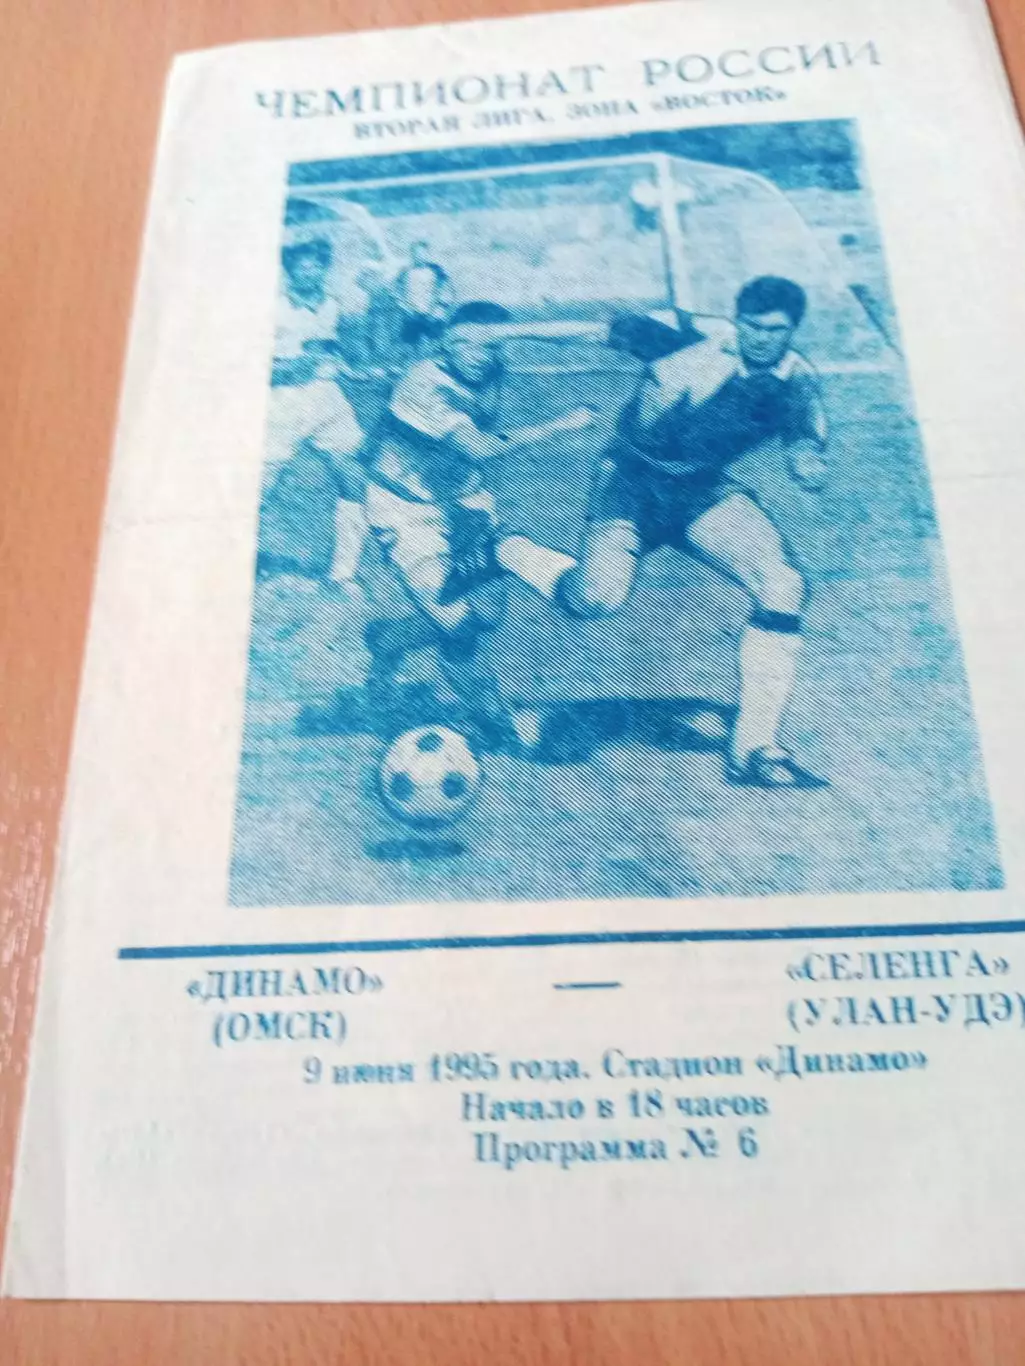 ЧЕМПИОНАТ РОССИИ
ВТОРАЯ ЛИГА. ЗОНА «ВОСТОК»
«ДИНАМО» — «СЕЛЕНГА»
(ОМСК) (УЛАН-УДЭ)
9 июня 1995 года. Стадион «Динамо»
Начало в 18 часов
Программа № 6